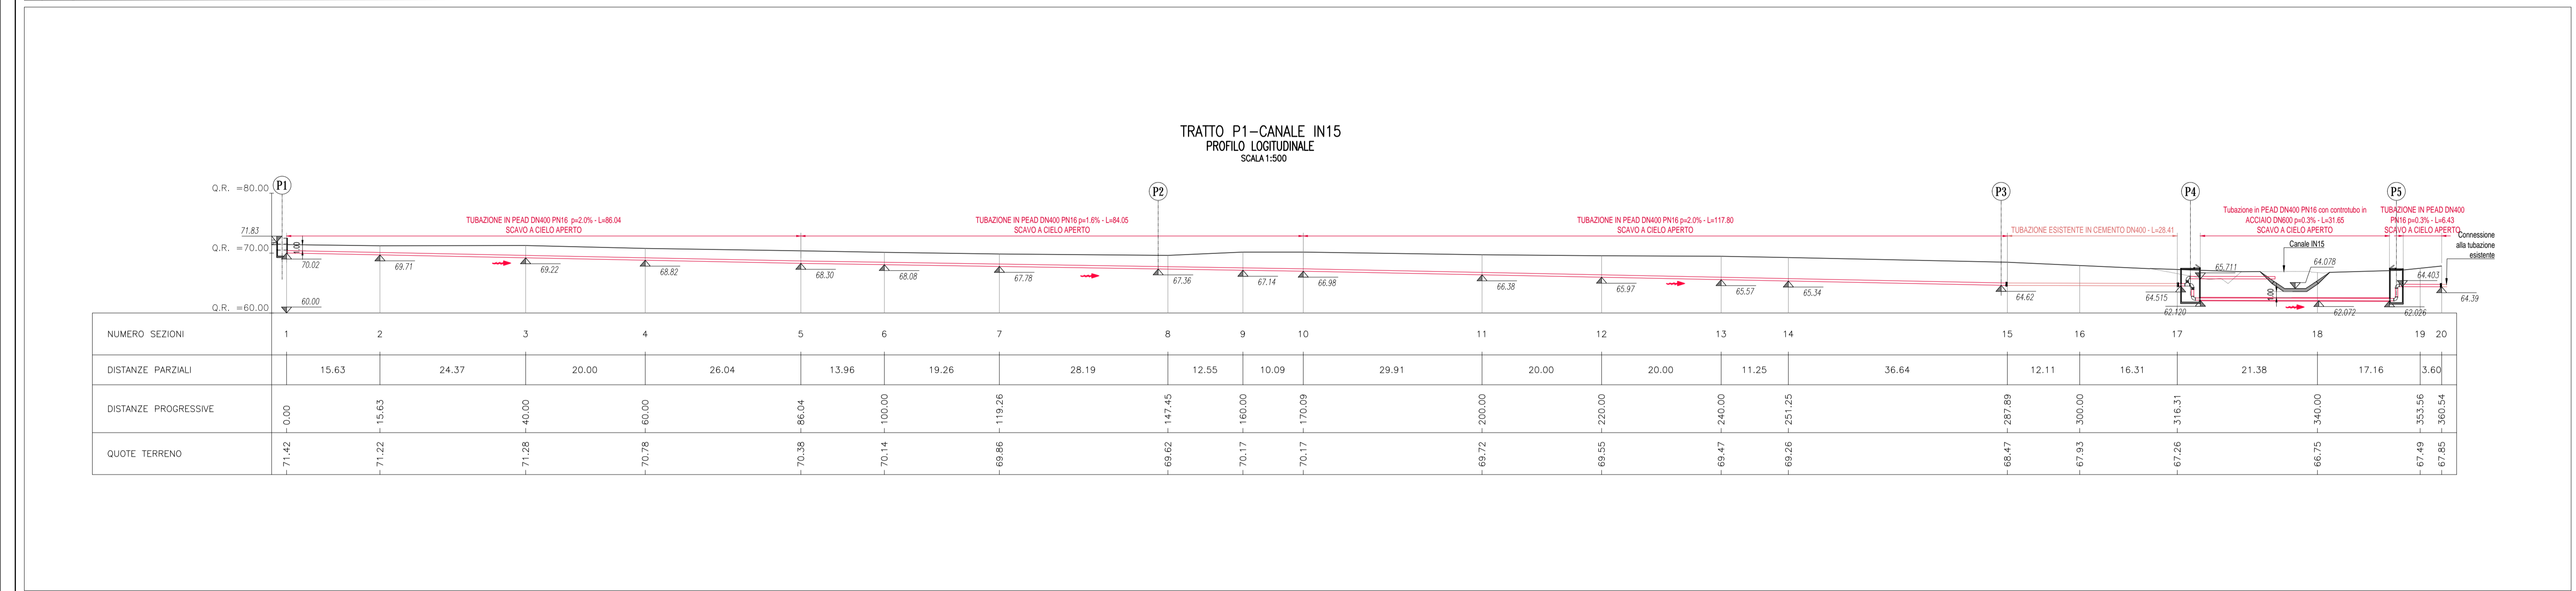 TRATTO P1-CANALE IN15
PROFILO LOGITUDINALE
SCALA 1:500
Q.R. =80.00
P1
P2
P3
P4
P5
TUBAZIONE IN PEAD DN400 PN16 p=2.0% - L=86.04
SCAVO A CIELO APERTO
TUBAZIONE IN PEAD DN400 PN16 p=1.6% - L=84.05
SCAVO A CIELO APERTO
TUBAZIONE IN PEAD DN400 PN16 p=2.0% - L=117.80
SCAVO A CIELO APERTO
TUBAZIONE ESISTENTE IN CEMENTO DN400 - L=28.41
Tubazione in PEAD DN400 PN16 con controtubo in
ACCIAIO DN600 p=0.3% - L=31.65
SCAVO A CIELO APERTO
TUBAZIONE IN PEAD DN400
PN16 p=0.3% - L=6.43
SCAVO A CIELO APERTO
Connessione
alla tubazione
esistente
Canale IN15
71.83
Q.R. =70.00
1.00
70.02
69.71
69.22
68.82
68.30
68.08
67.78
67.36
67.14
66.98
66.38
65.97
65.57
65.34
64.62
64.515
62.120
65.711
64.078
1.00
62.072
62.026
64.403
64.39
60.00
Q.R. =60.00
NUMERO SEZIONI 1 2 3 4 5 6 7 8 9 10 11 12 13 14 15 16 17 18 19 20
DISTANZE PARZIALI 15.63 24.37 20.00 26.04 13.96 19.26 28.19 12.55 10.09 29.91 20.00 20.00 11.25 36.64 12.11 16.31 21.38 17.16 3.60
DISTANZE PROGRESSIVE 0.00 15.63 40.00 60.00 86.04 100.00 119.26 147.45 160.00 170.09 200.00 220.00 240.00 251.25 287.89 300.00 316.31 340.00 353.56 360.54
QUOTE TERRENO 71.42 71.22 71.28 70.78 70.38 70.14 69.86 69.62 70.17 70.17 69.72 69.55 69.47 69.26 68.47 67.93 67.26 66.75 67.49 67.85